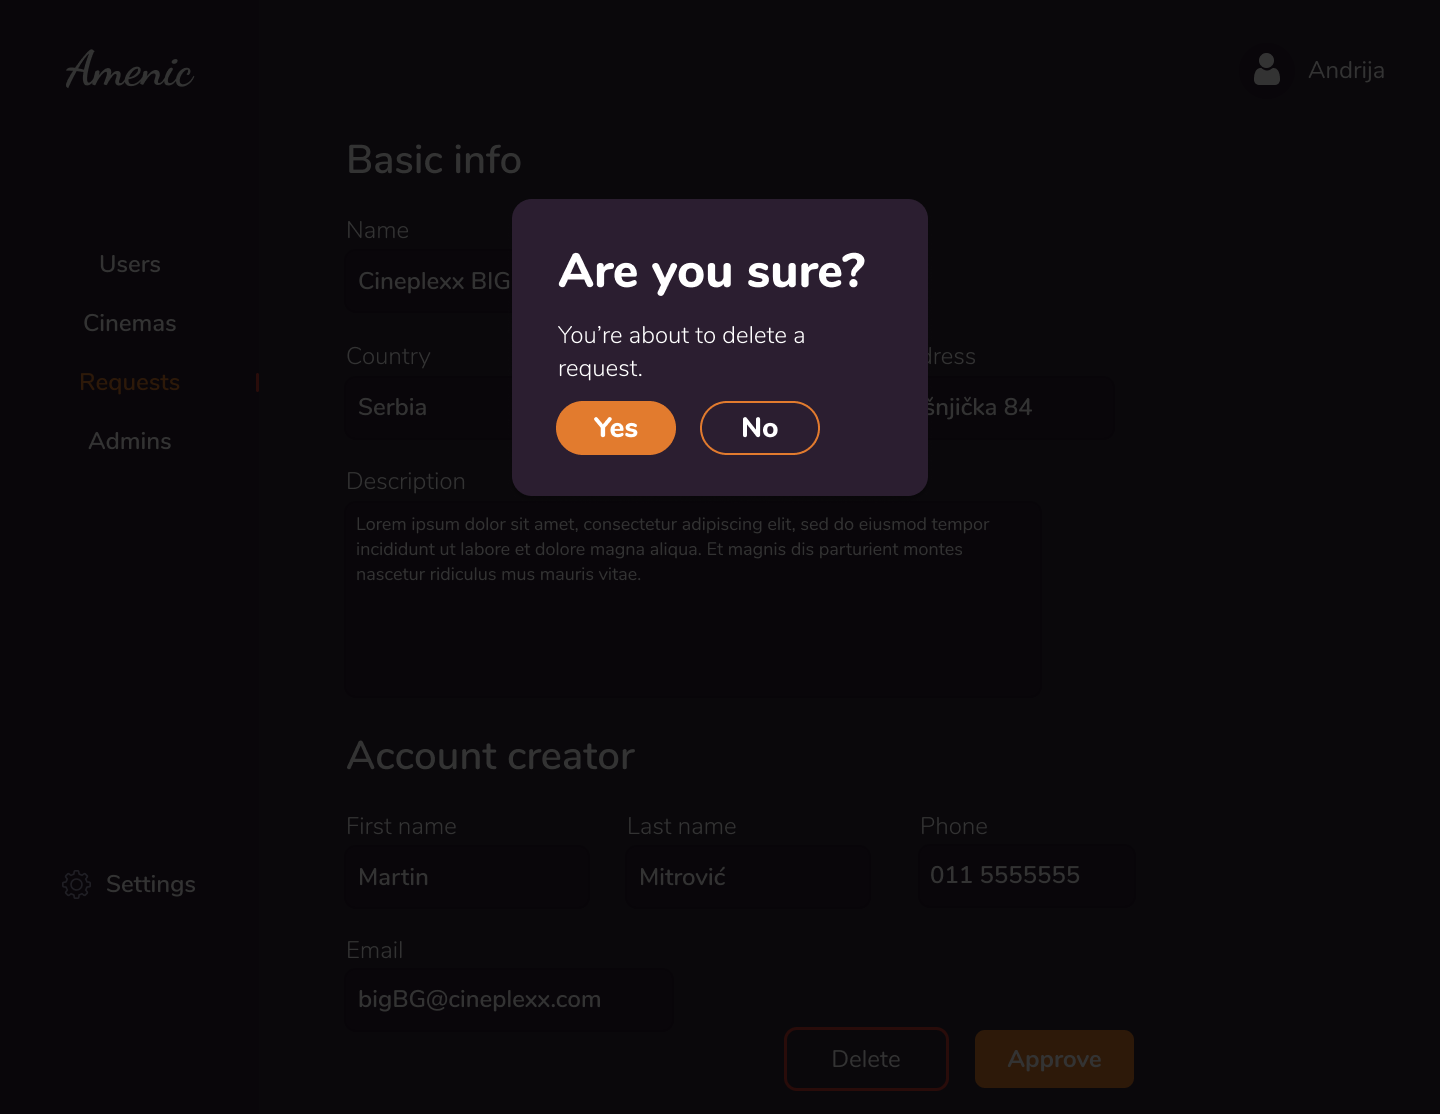 Amenic
Andrija
Basic info
Name
Users
Cineplexx BIG
Are you sure?
You’re about to delete a
request.
Yes
No
Cinemas
Country
dress
Requests
Serbia
šnjička 84
Admins
Description
Lorem ipsum dolor sit amet, consectetur adipiscing elit, sed do eiusmod tempor
incididunt ut labore et dolore magna aliqua. Et magnis dis parturient montes
nascetur ridiculus mus mauris vitae.
Account creator
First name
Last name
Phone
Martin
Mitrović
011 5555555
Settings
Email
bigBG@cineplexx.com
Delete
Approve